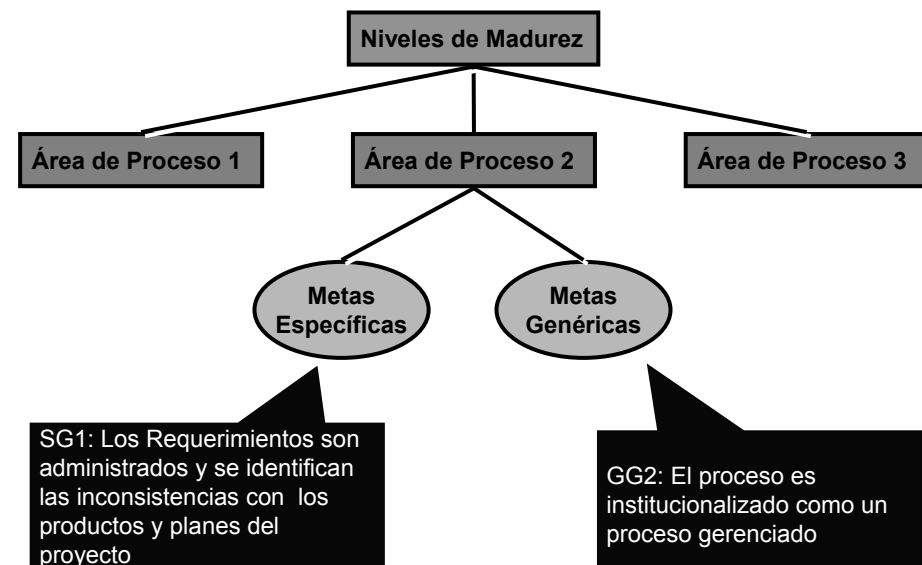 Niveles de Madurez
Área de Proceso 1
Área de Proceso 2
Área de Proceso 3
Metas
Específicas
Metas
Genéricas
SG1: Los Requerimientos son
administrados y se identifican
las inconsistencias con  los
productos y planes del
proyecto
GG2: El proceso es
institucionalizado como un
proceso gerenciado